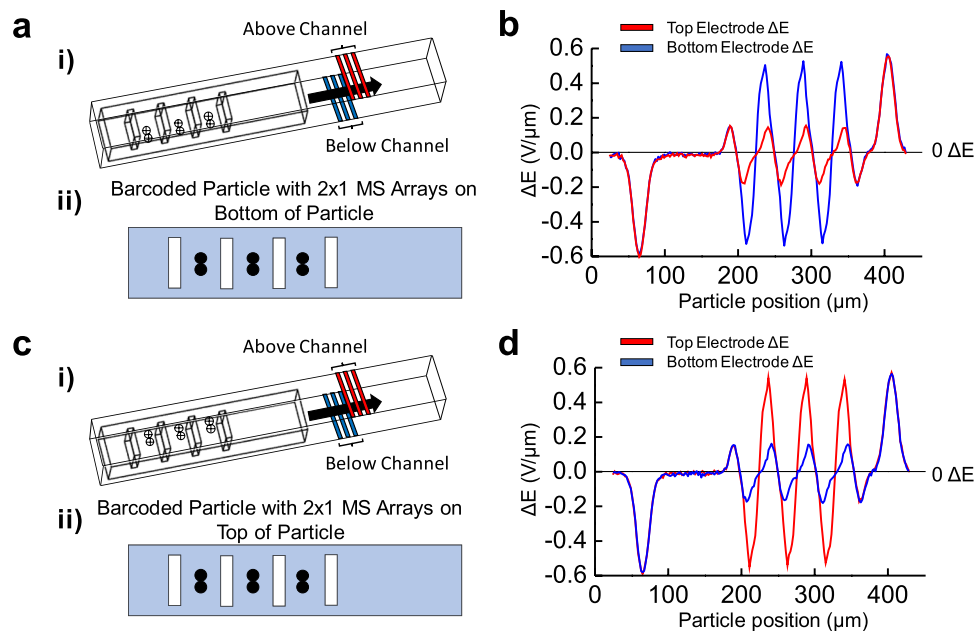 a
i)
Above Channel
Below Channel
ii)
Barcoded Particle with 2x1 MS Arrays on
Bottom of Particle
b
Top Electrode ΔE
Bottom Electrode ΔE
ΔE (V/µm)
0.6
0.4
0.2
0.0
-0.2
-0.4
-0.6
0 ΔE
0 100 200 300 400
Particle position (µm)
c
i)
Above Channel
Below Channel
ii)
Barcoded Particle with 2x1 MS Arrays on
Top of Particle
d
Top Electrode ΔE
Bottom Electrode ΔE
ΔE (V/µm)
0.6
0.4
0.2
0.0
-0.2
-0.4
-0.6
0 ΔE
0 100 200 300 400
Particle position (µm)